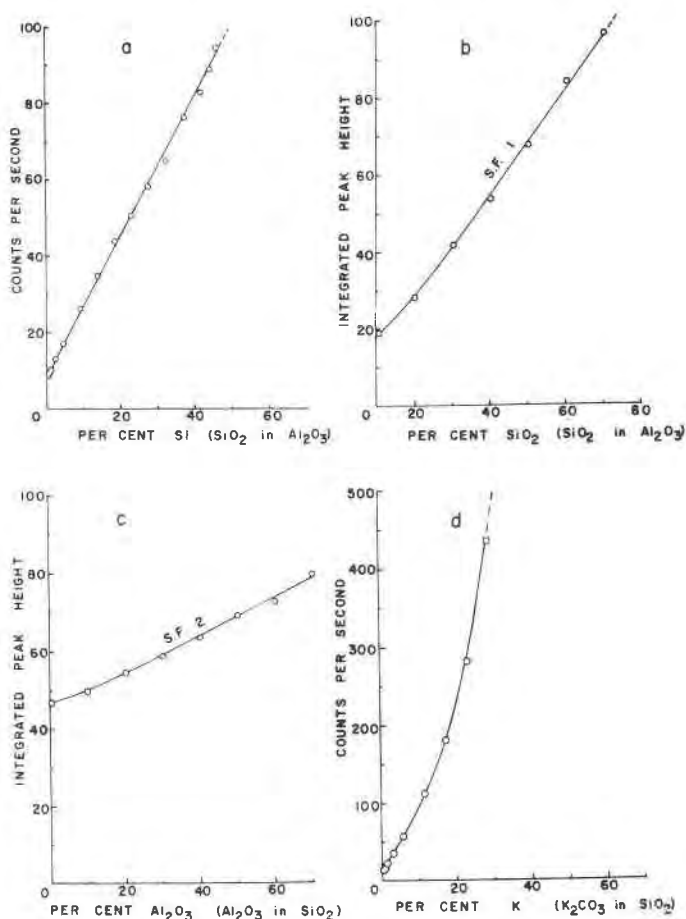 a
COUNTS PER SECOND
100
80
60
40
20
0
20
40
60
PER CENT SI (SiO₂ in Al₂O₃)
b
S.F. 1
INTEGRATED PEAK HEIGHT
100
80
60
40
20
0
20
40
60
80
PER CENT SiO₂ (SiO₂ in Al₂O₃)
c
S.F. 2
INTEGRATED PEAK HEIGHT
100
80
60
40
20
0
20
40
60
PER CENT Al₂O₃ (Al₂O₃ in SiO₂)
d
COUNTS PER SECOND
500
400
300
200
100
0
20
40
60
PER CENT K (K₂CO₃ in SiO₂)